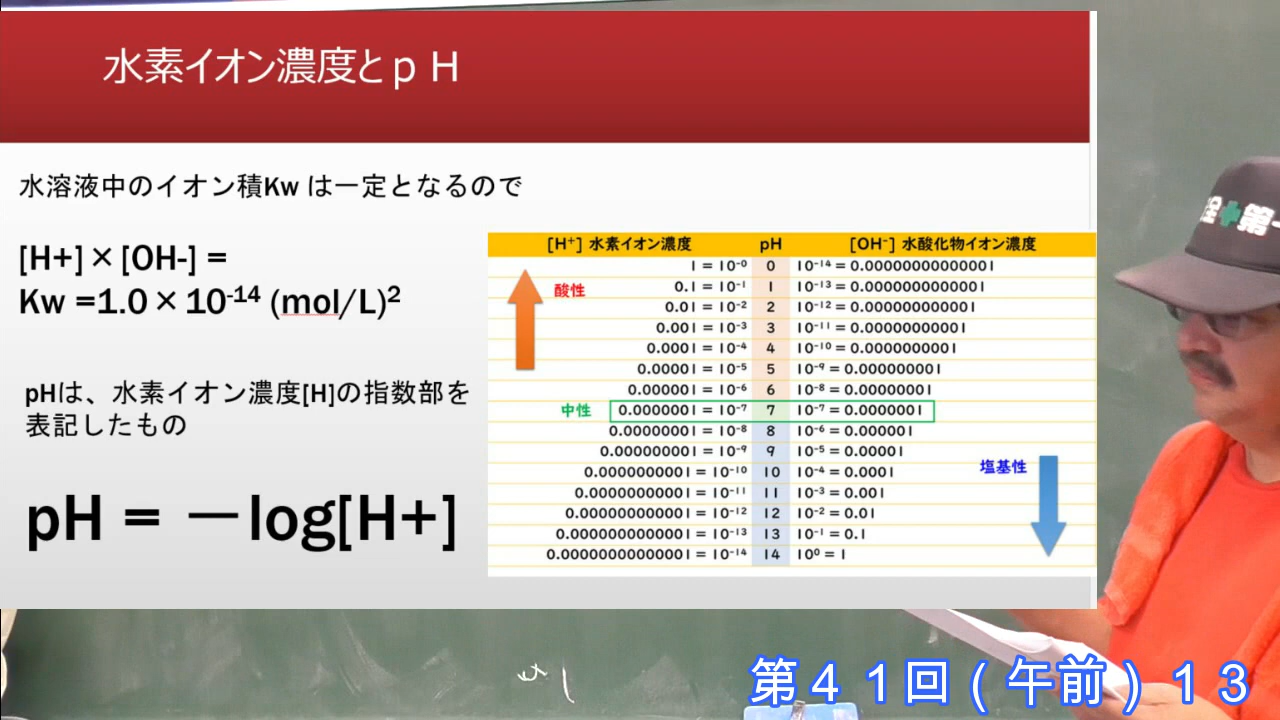 水素イオン濃度とｐＨ
水溶液中のイオン積Kw は一定となるので
[H+]×[OH-] =
Kw =1.0×10⁻¹⁴ (mol/L)²
pHは、水素イオン濃度[H]の指数部を
表記したもの
pH = －log[H+]
[H⁺] 水素イオン濃度 pH [OH⁻] 水酸化物イオン濃度
1 = 10⁻⁰ 0 10⁻¹⁴ = 0.00000000000001
酸性
0.1 = 10⁻¹ 1 10⁻¹³ = 0.0000000000001
0.01 = 10⁻² 2 10⁻¹² = 0.000000000001
0.001 = 10⁻³ 3 10⁻¹¹ = 0.00000000001
0.0001 = 10⁻⁴ 4 10⁻¹⁰ = 0.0000000001
0.00001 = 10⁻⁵ 5 10⁻⁹ = 0.000000001
0.000001 = 10⁻⁶ 6 10⁻⁸ = 0.00000001
中性 0.0000001 = 10⁻⁷ 7 10⁻⁷ = 0.0000001
0.00000001 = 10⁻⁸ 8 10⁻⁶ = 0.000001
0.000000001 = 10⁻⁹ 9 10⁻⁵ = 0.00001
塩基性
0.0000000001 = 10⁻¹⁰ 10 10⁻⁴ = 0.0001
0.00000000001 = 10⁻¹¹ 11 10⁻³ = 0.001
0.000000000001 = 10⁻¹² 12 10⁻² = 0.01
0.0000000000001 = 10⁻¹³ 13 10⁻¹ = 0.1
0.00000000000001 = 10⁻¹⁴ 14 10⁰ = 1
全✚第一
第４１回（午前）１３